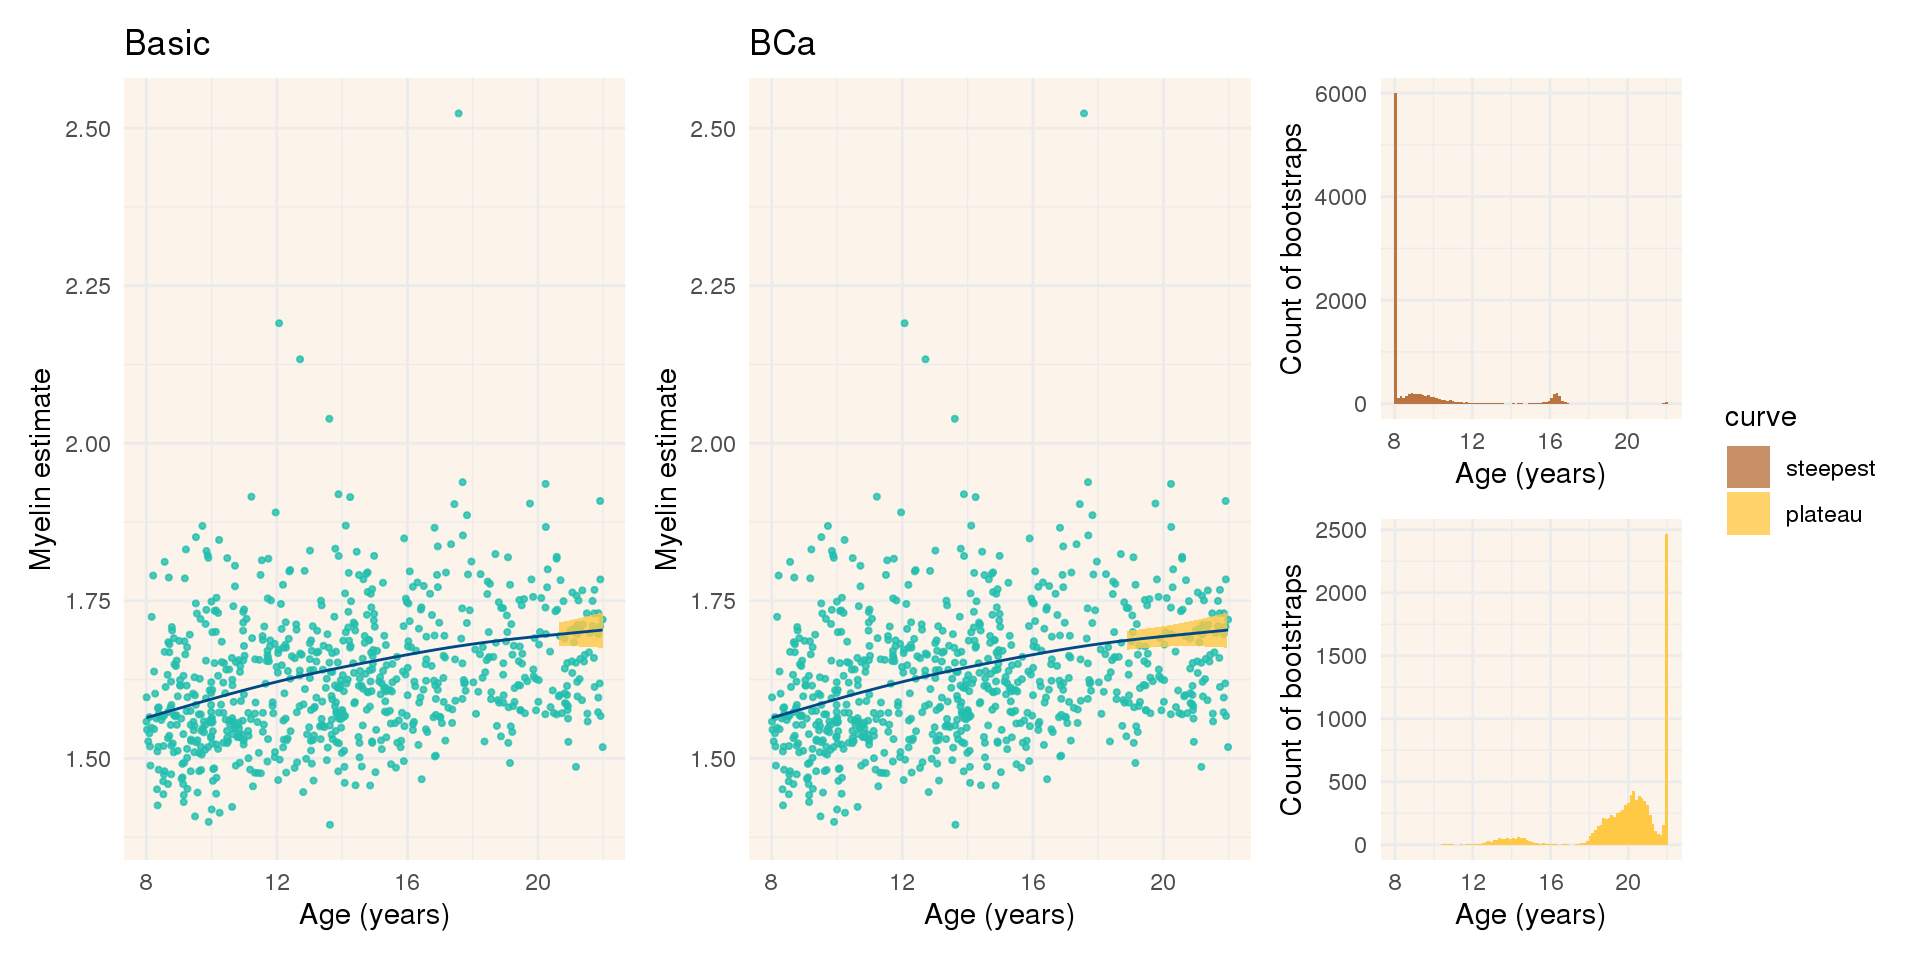 Basic
BCa
2.50
2.25
2.00
1.75
1.50
Myelin estimate
8 12 16 20
Age (years)
2.50
2.25
2.00
1.75
1.50
Myelin estimate
8 12 16 20
Age (years)
6000
4000
2000
0
Count of bootstraps
8 12 16 20
Age (years)
2500
2000
1500
1000
500
0
Count of bootstraps
8 12 16 20
Age (years)
curve
steepest
plateau